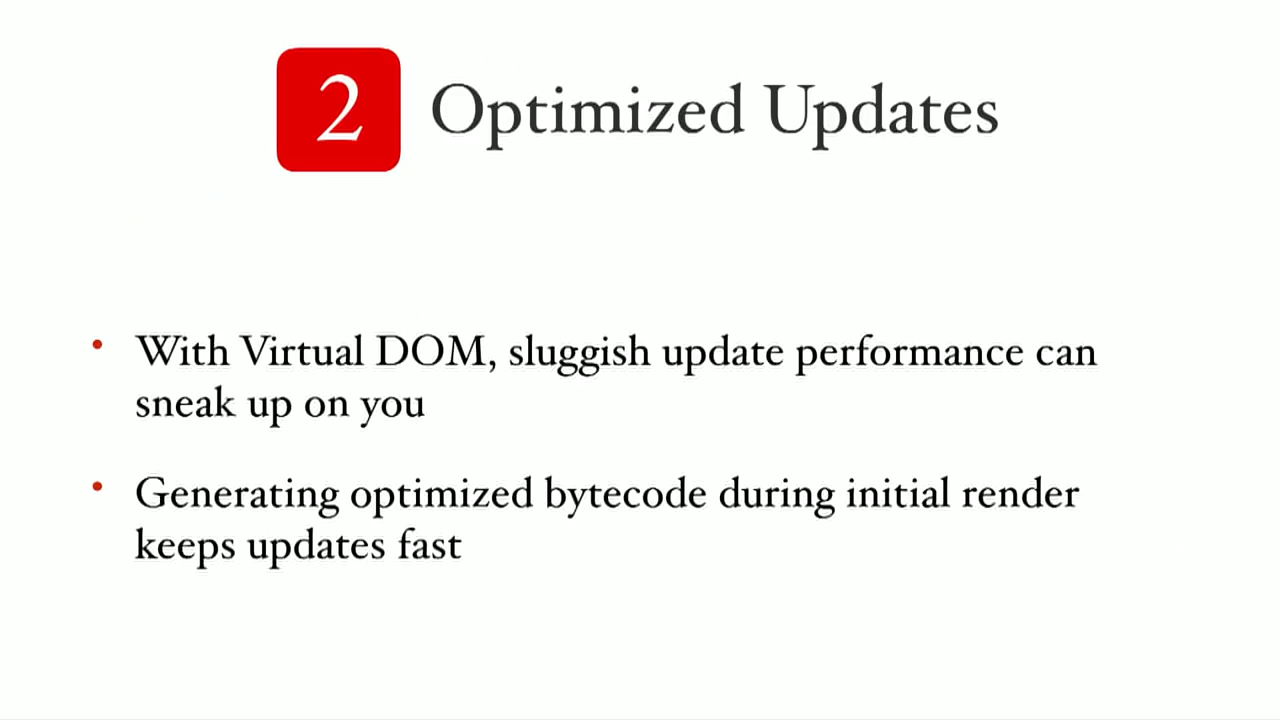 2 Optimized Updates
• With Virtual DOM, sluggish update performance can
sneak up on you
• Generating optimized bytecode during initial render
keeps updates fast